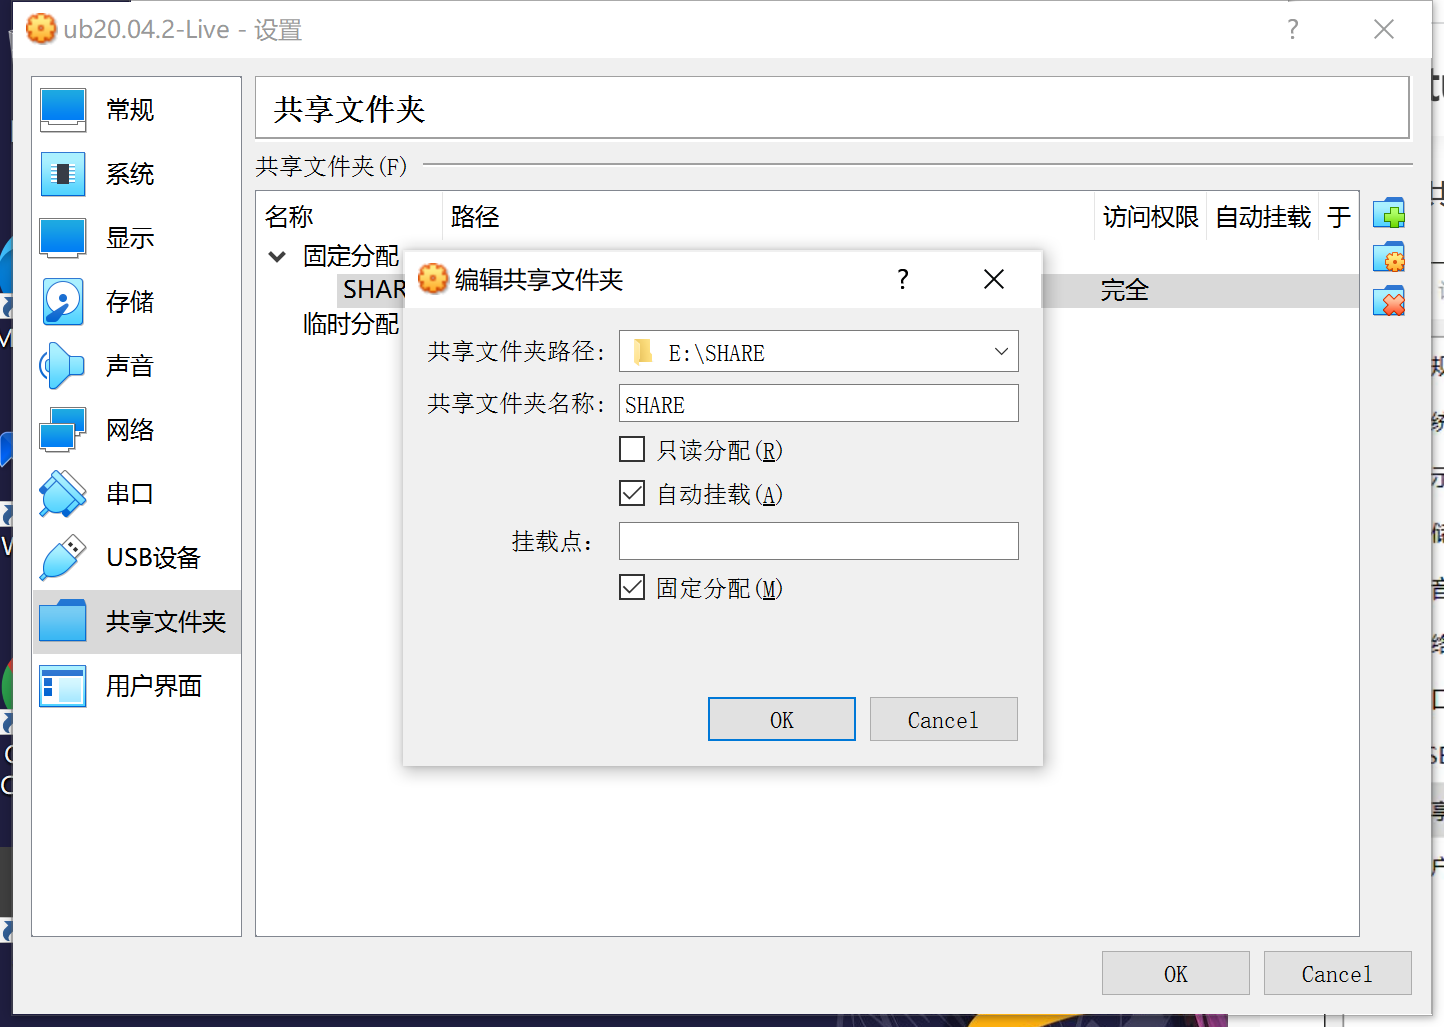 ub20.04.2-Live - 设置
?
常规
系统
显示
存储
声音
网络
串口
USB设备
共享文件夹
用户界面
共享文件夹
共享文件夹(F)
名称 路径 访问权限 自动挂载 于
固定分配
SHAR 完全
临时分配
编辑共享文件夹 ?
共享文件夹路径: E:\SHARE
共享文件夹名称: SHARE
只读分配(R)
自动挂载(A)
挂载点:
固定分配(M)
OK Cancel
OK Cancel